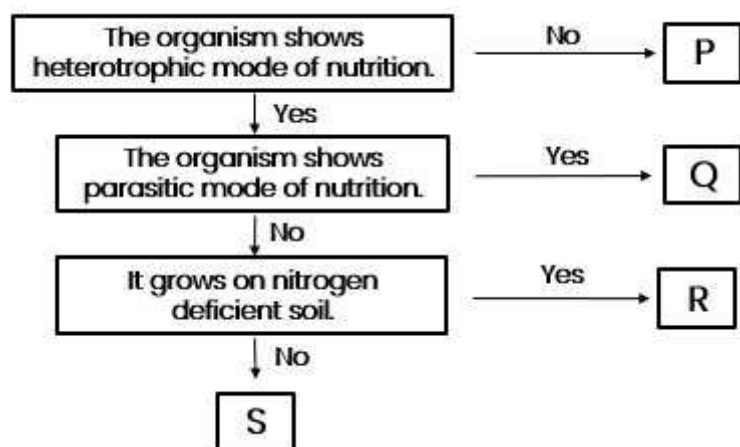 The organism shows
heterotrophic mode of nutrition.
No
P
Yes
The organism shows
parasitic mode of nutrition.
Yes
Q
No
It grows on nitrogen
deficient soil.
Yes
R
No
S